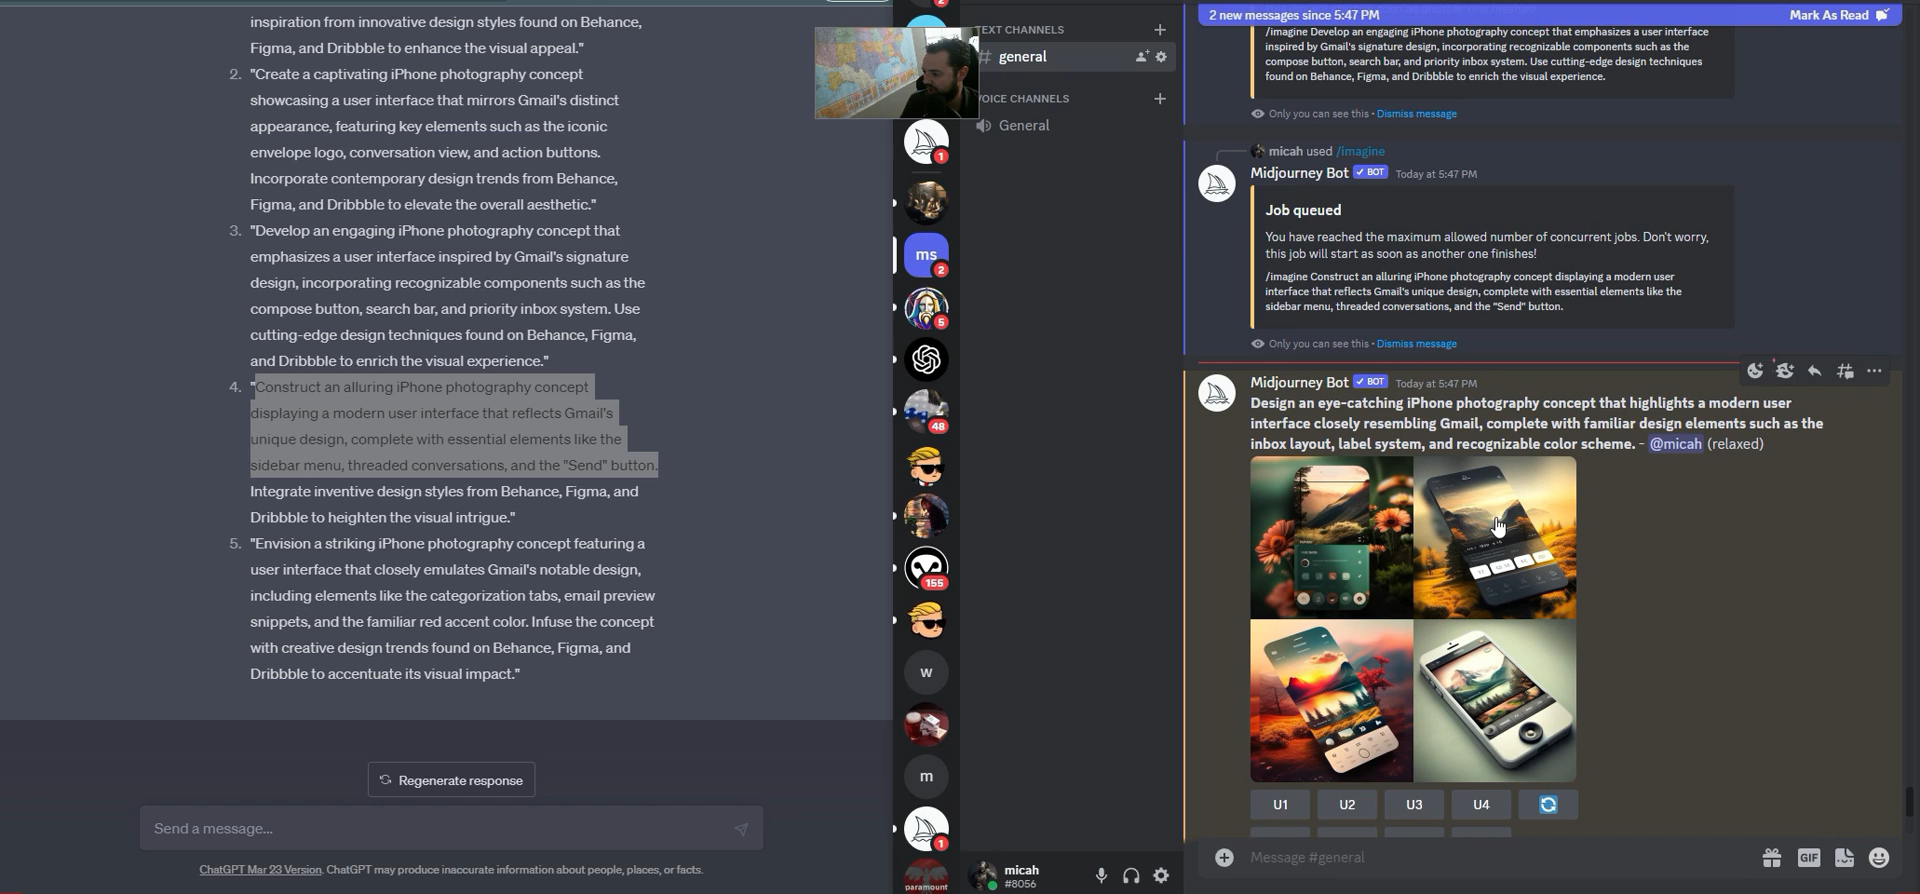 inspiration from innovative design styles found on Behance,
Figma, and Dribbble to enhance the visual appeal."
2. "Create a captivating iPhone photography concept
showcasing a user interface that mirrors Gmail's distinct
appearance, featuring key elements such as the iconic
envelope logo, conversation view, and action buttons.
Incorporate contemporary design trends from Behance,
Figma, and Dribbble to elevate the overall aesthetic."
3. "Develop an engaging iPhone photography concept that
emphasizes a user interface inspired by Gmail's signature
design, incorporating recognizable components such as the
compose button, search bar, and priority inbox system. Use
cutting-edge design techniques found on Behance, Figma,
and Dribbble to enrich the visual experience."
4. "Construct an alluring iPhone photography concept
displaying a modern user interface that reflects Gmail's
unique design, complete with essential elements like the
sidebar menu, threaded conversations, and the "Send" button.
Integrate inventive design styles from Behance, Figma, and
Dribbble to heighten the visual intrigue."
5. "Envision a striking iPhone photography concept featuring a
user interface that closely emulates Gmail's notable design,
including elements like the categorization tabs, email preview
snippets, and the familiar red accent color. Infuse the concept
with creative design trends found on Behance, Figma, and
Dribbble to accentuate its visual impact."
Regenerate response
Send a message...
ChatGPT Mar 23 Version. ChatGPT may produce inaccurate information about people, places, or facts.
2
1
ms
2
5
48
155
w
m
1
paramount
TEXT CHANNELS
# general
VOICE CHANNELS
General
micah
#8056
2 new messages since 5:47 PM
Mark As Read
/imagine Develop an engaging iPhone photography concept that emphasizes a user interface
inspired by Gmail's signature design, incorporating recognizable components such as the
compose button, search bar, and priority inbox system. Use cutting-edge design techniques
found on Behance, Figma, and Dribbble to enrich the visual experience.
Only you can see this • Dismiss message
micah used /imagine
Midjourney Bot ✓ BOT Today at 5:47 PM
Job queued
You have reached the maximum allowed number of concurrent jobs. Don't worry,
this job will start as soon as another one finishes!
/imagine Construct an alluring iPhone photography concept displaying a modern user
interface that reflects Gmail's unique design, complete with essential elements like the
sidebar menu, threaded conversations, and the "Send" button.
Only you can see this • Dismiss message
Midjourney Bot ✓ BOT Today at 5:47 PM
Design an eye-catching iPhone photography concept that highlights a modern user
interface closely resembling Gmail, complete with familiar design elements such as the
inbox layout, label system, and recognizable color scheme. - @micah (relaxed)
U1 U2 U3 U4
Message #general
GIF